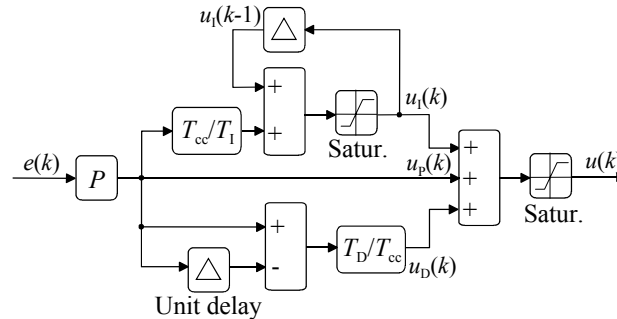 u_I(k-1)
Δ
+
+
T_cc/T_I
Satur.
u_I(k)
e(k)
P
u_P(k)
+
+
+
Satur.
u(k)
+
-
Δ
Unit delay
T_D/T_cc
u_D(k)